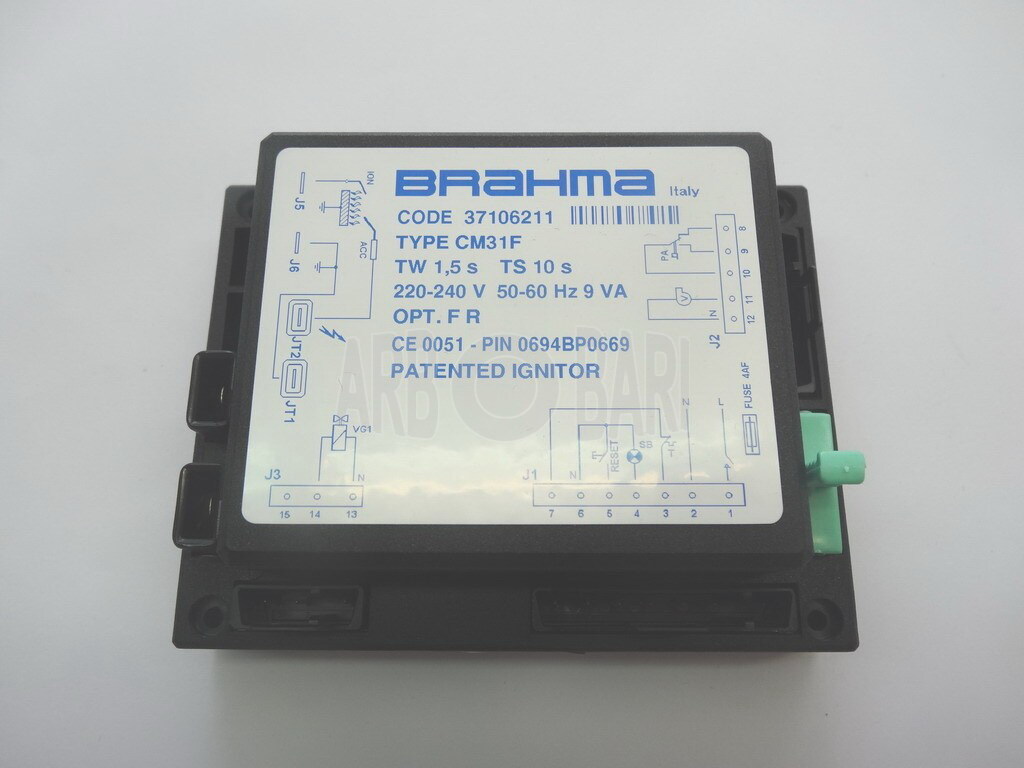 BRAHMA Italy
CODE 37106211
TYPE CM31F
TW 1,5 s TS 10 s
220-240 V 50-60 Hz 9 VA
OPT. F R
CE 0051 - PIN 0694BP0669
PATENTED IGNITOR
ARB BARI
J5
ION
J6
ACC
JT2
JT1
PA
8
9
10
11
12
V
N
J2
FUSE 4AF
VG1
N
J3
15 14 13
N L
RESET
SB
N
J1
7 6 5 4 3 2 1